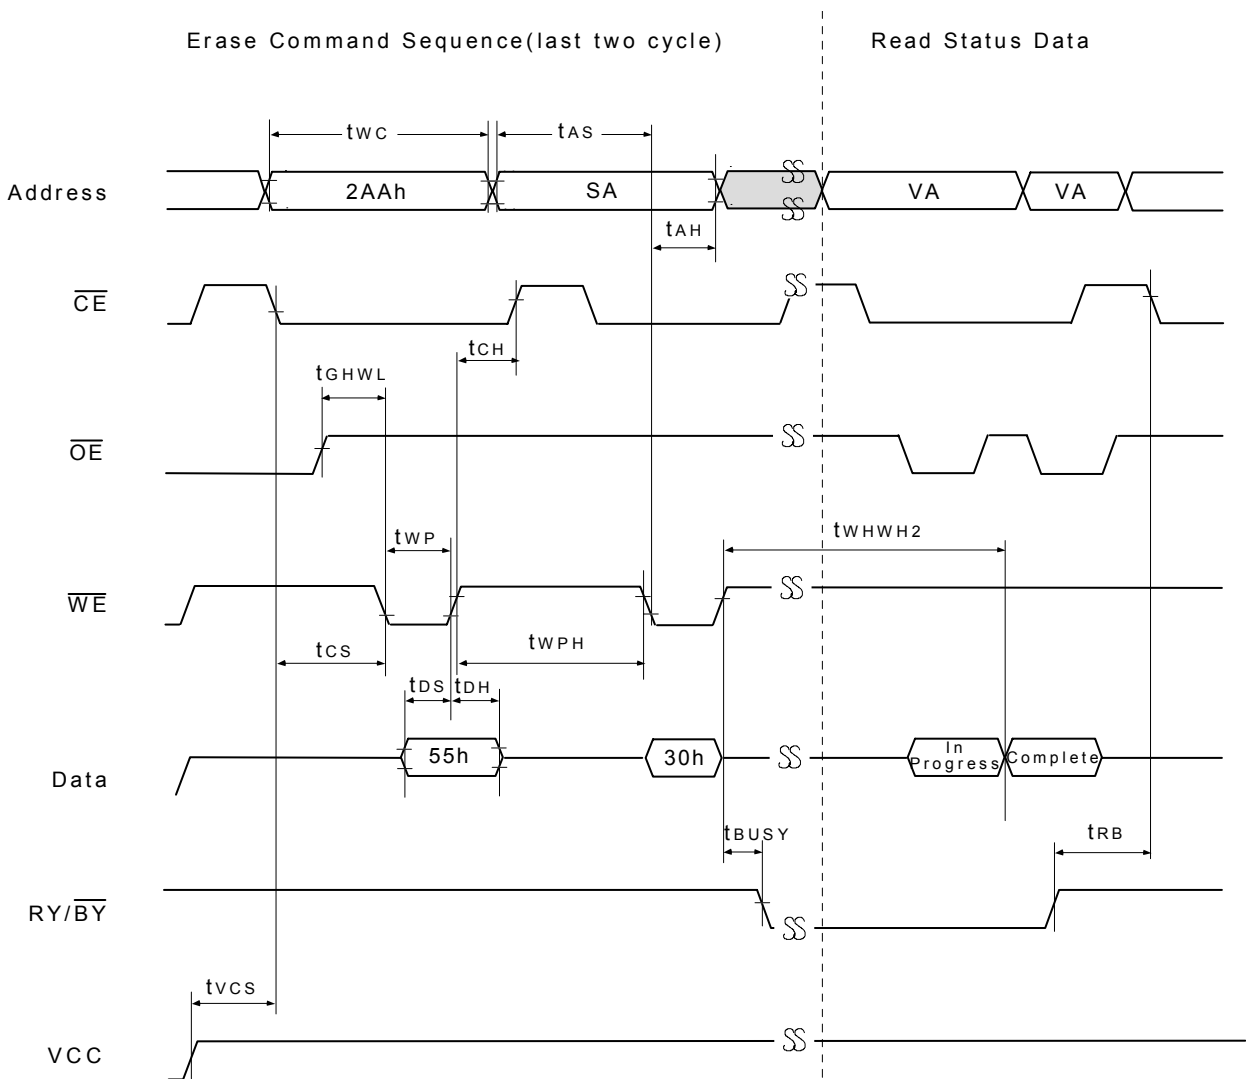 Erase Command Sequence(last two cycle) Read Status Data
tWC tAS
Address 2AAh SA VA VA
tAH
CE
tCH
tGHWL
OE
tWP tWHWH2
WE
tCS tWPH
tDS tDH
Data 55h 30h In Progress Complete
tBUSY tRB
RY/BY
tVCS
VCC